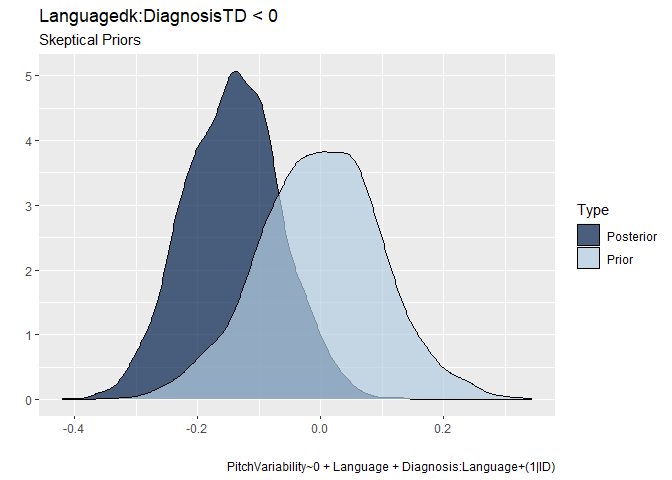 Languagedk:DiagnosisTD < 0
Skeptical Priors
5
4
3
2
1
0
-0.4
-0.2
0.0
0.2
Type
Posterior
Prior
PitchVariability~0 + Language + Diagnosis:Language+(1|ID)